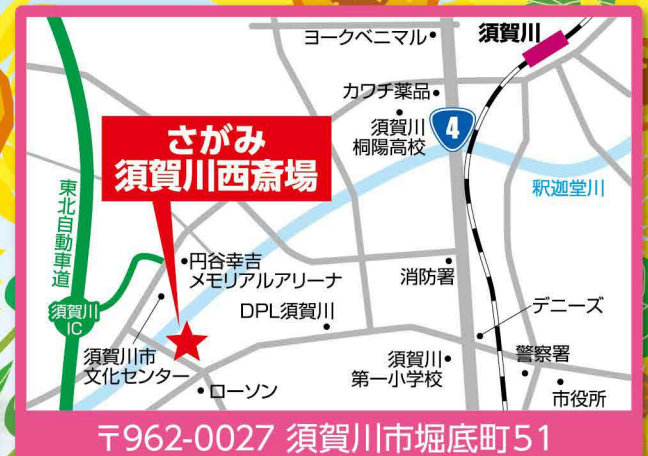 ヨークベニマル
須賀川
カワチ薬品
4
須賀川
桐陽高校
さがみ
須賀川西斎場
釈迦堂川
東北自動車道
円谷幸吉
メモリアルアリーナ
消防署
須賀川
IC
DPL須賀川
デニーズ
須賀川市
文化センター
須賀川
第一小学校
警察署
ローソン
市役所
〒962-0027 須賀川市堀底町51